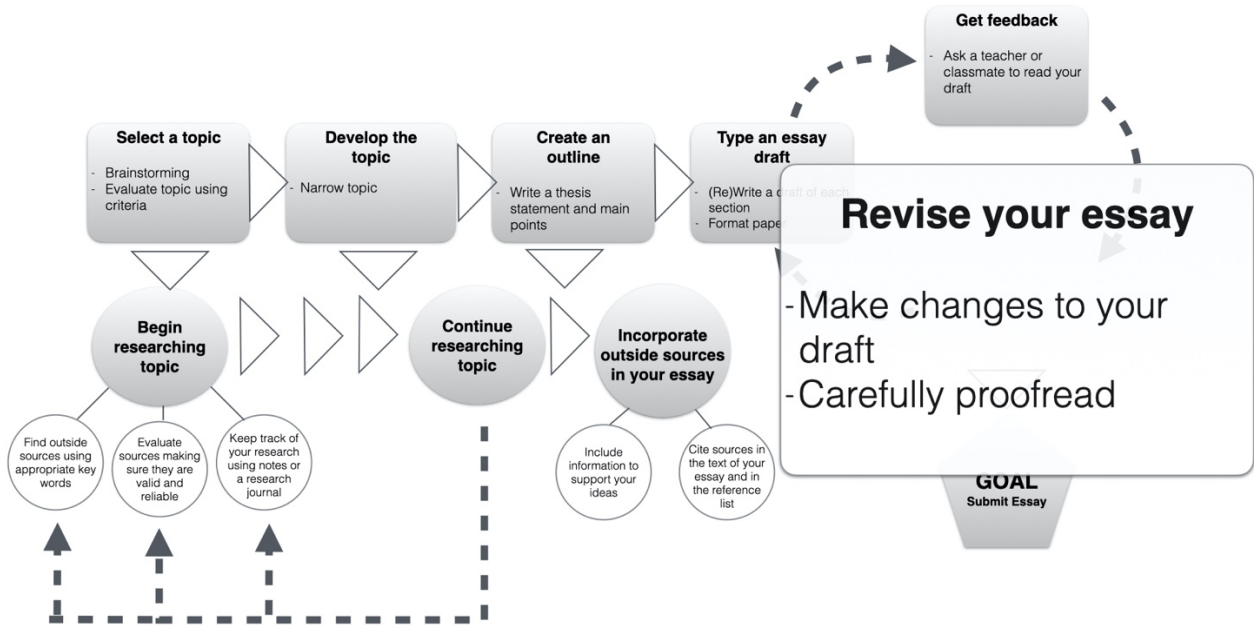 Get feedback
- Ask a teacher or
classmate to read your
draft
Select a topic
- Brainstorming
- Evaluate topic using
criteria
Develop the
topic
- Narrow topic
Create an
outline
- Write a thesis
statement and main
points
Type an essay
draft
- (Re)Write a draft of each
section
- Format paper
Revise your essay
-Make changes to your
draft
-Carefully proofread
Begin
researching
topic
Continue
researching
topic
Incorporate
outside sources
in your essay
Find outside
sources using
appropriate key
words
Evaluate
sources making
sure they are
valid and
reliable
Keep track of
your research
using notes or
a research
journal
Include
information to
support your
ideas
Cite sources in
the text of your
essay and in
the reference
list
GOAL
Submit Essay